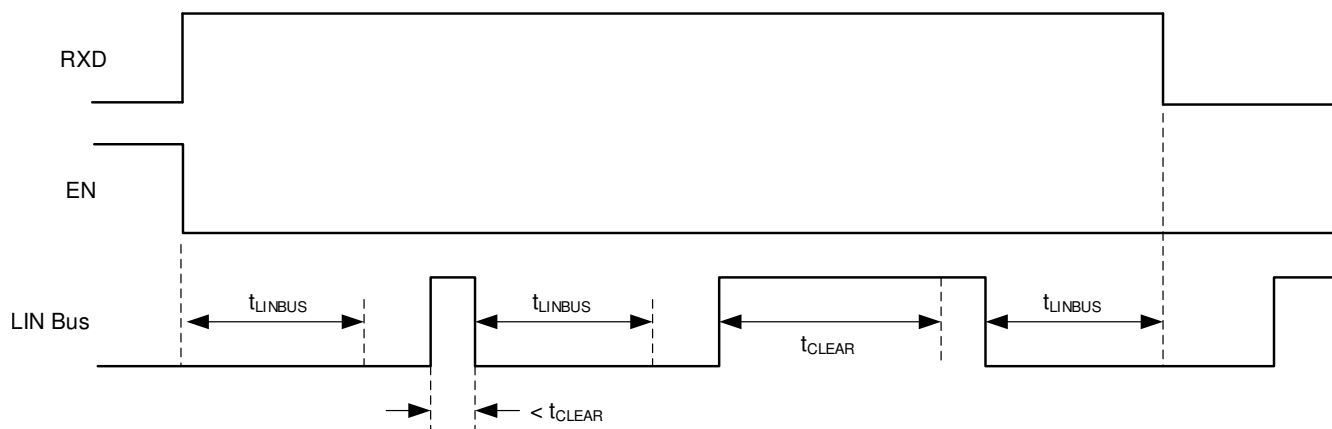 RXD
EN
LIN Bus
tLINBUS
tLINBUS
tCLEAR
tLINBUS
< tCLEAR